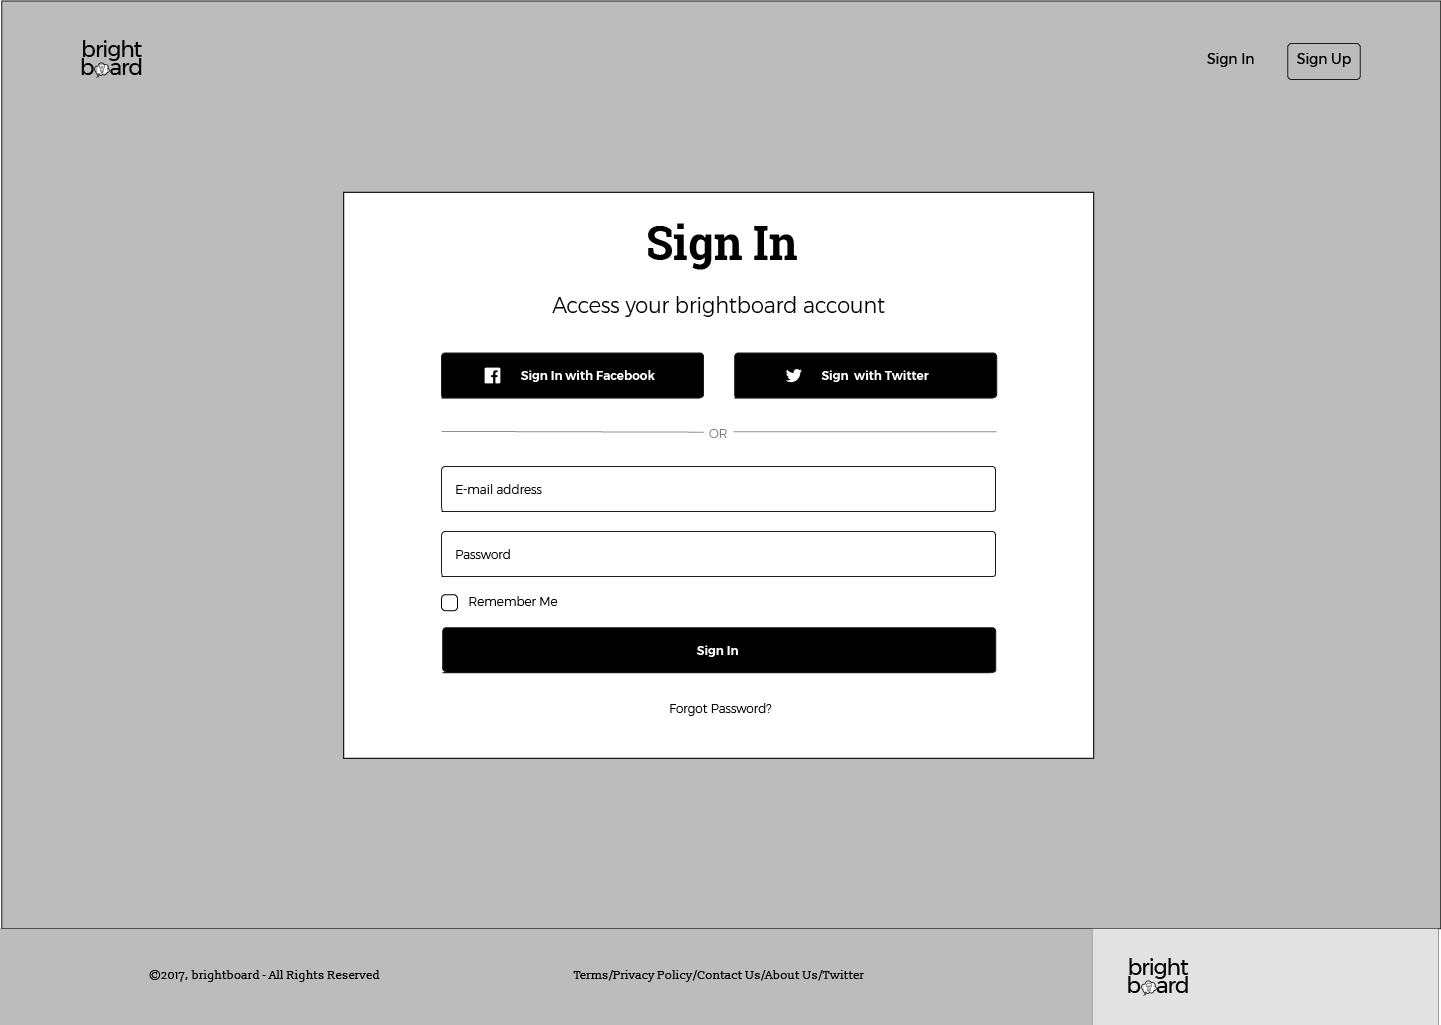 bright
board
Sign In
Sign Up
Sign In
Access your brightboard account
Sign In with Facebook
Sign  with Twitter
OR
E-mail address
Password
Remember Me
Sign In
Forgot Password?
©2017, brightboard - All Rights Reserved
Terms/Privacy Policy/Contact Us/About Us/Twitter
bright
board